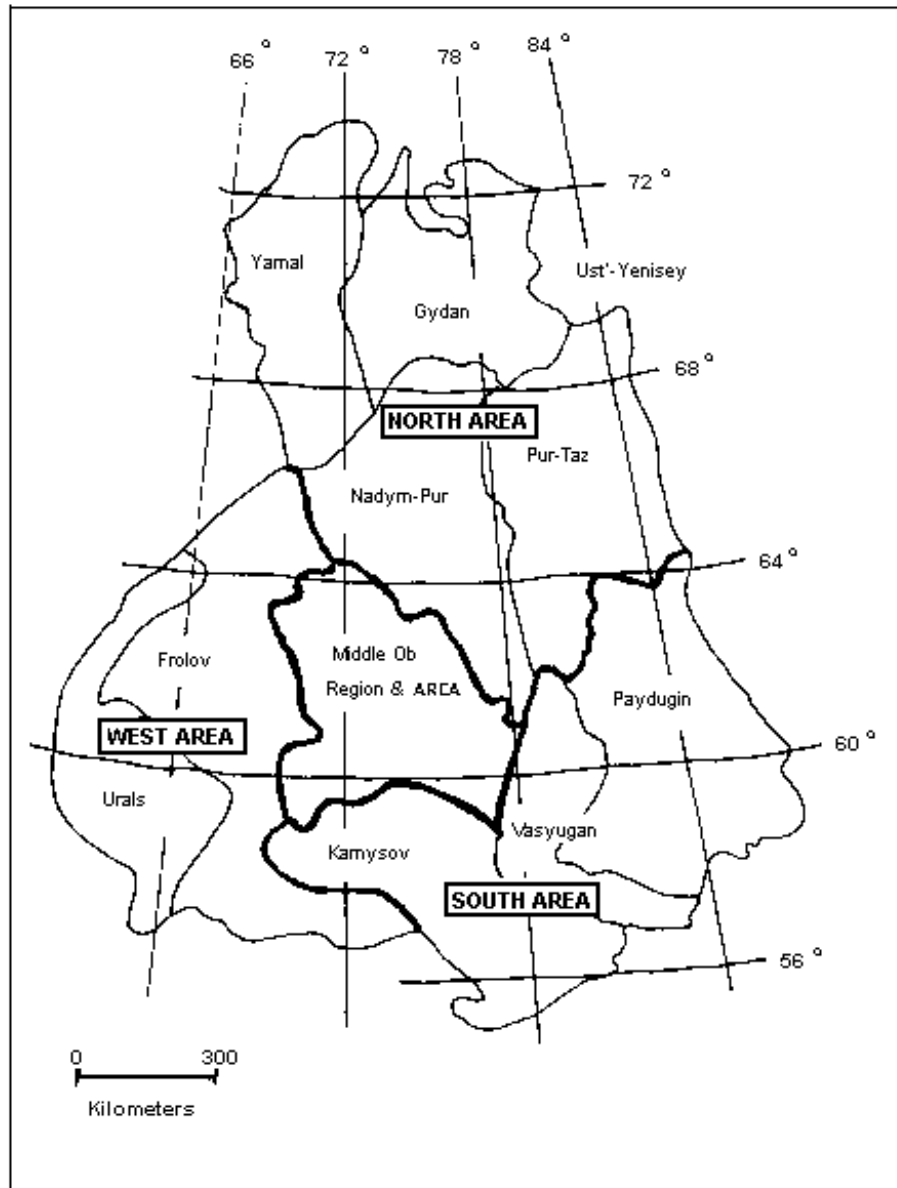 66 °
72 °
78 °
84 °
72 °
Yamal
Ust'-Yenisey
Gydan
68 °
NORTH AREA
Pur-Taz
Nadym-Pur
64 °
Middle Ob
Region & AREA
Frolov
Paydugin
WEST AREA
60 °
Urals
Vasyugan
Kamysov
SOUTH AREA
56 °
0 300
Kilometers